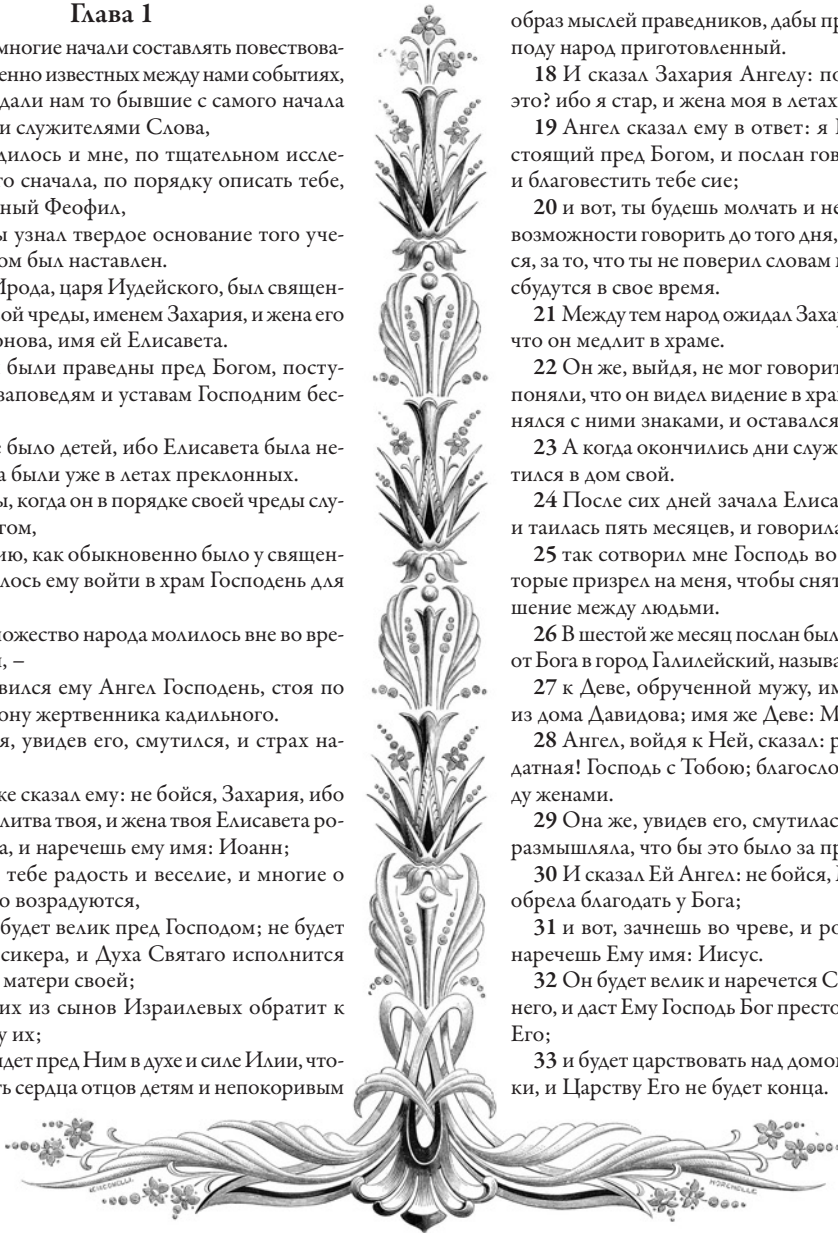 Глава 1
многие начали составлять повествова-
енно известных между нами событиях,
дали нам то бывшие с самого начала
и служителями Слова,
дилось и мне, по тщательном иссле-
го сначала, по порядку описать тебе,
ный Феофил,
ы узнал твердое основание того уче-
ом был наставлен.
Ирода, царя Иудейского, был священ-
ой чреды, именем Захария, и жена его
онова, имя ей Елисавета.
были праведны пред Богом, посту-
заповедям и уставам Господним бес-
е было детей, ибо Елисавета была не-
а были уже в летах преклонных.
ы, когда он в порядке своей чреды слу-
гом,
ию, как обыкновенно было у священ-
лось ему войти в храм Господень для
ножество народа молилось вне во вре-
, –
вился ему Ангел Господень, стоя по
ону жертвенника кадильного.
я, увидев его, смутился, и страх на-
же сказал ему: не бойся, Захария, ибо
литва твоя, и жена твоя Елисавета ро-
а, и наречешь ему имя: Иоанн;
тебе радость и веселие, и многие о
о возрадуются,
будет велик пред Господом; не будет
сикера, и Духа Святаго исполнится
матери своей;
их из сынов Израилевых обратит к
у их;
идет пред Ним в духе и силе Илии, что-
ть сердца отцов детям и непокоривым
образ мыслей праведников, дабы пр
поду народ приготовленный.
18 И сказал Захария Ангелу: по
это? ибо я стар, и жена моя в летах
19 Ангел сказал ему в ответ: я
стоящий пред Богом, и послан гов
и благовестить тебе сие;
20 и вот, ты будешь молчать и не
возможности говорить до того дня,
ся, за то, что ты не поверил словам
сбудутся в свое время.
21 Между тем народ ожидал Захар
что он медлит в храме.
22 Он же, выйдя, не мог говорит
поняли, что он видел видение в хра
нялся с ними знаками, и оставался
23 А когда окончились дни служ
тился в дом свой.
24 После сих дней зачала Елиса
и таилась пять месяцев, и говорила
25 так сотворил мне Господь во
торые призрел на меня, чтобы снят
шение между людьми.
26 В шестой же месяц послан был
от Бога в город Галилейский, называ
27 к Деве, обрученной мужу, им
из дома Давидова; имя же Деве: М
28 Ангел, войдя к Ней, сказал: р
датная! Господь с Тобою; благосло
ду женами.
29 Она же, увидев его, смутилас
размышляла, что бы это было за пр
30 И сказал Ей Ангел: не бойся,
обрела благодать у Бога;
31 и вот, зачнешь во чреве, и ро
наречешь Ему имя: Иисус.
32 Он будет велик и наречется С
него, и даст Ему Господь Бог престо
Его;
33 и будет царствовать над домом
ки, и Царству Его не будет конца.